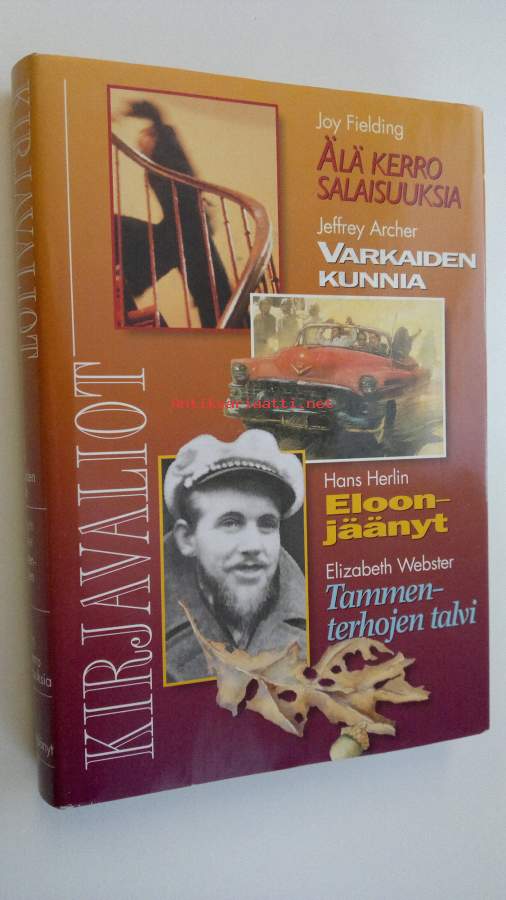 KIRJAVALIOT
Joy Fielding
ÄLÄ KERRO
SALAISUUKSIA
Jeffrey Archer
VARKAIDEN
KUNNIA
antikvariaatti.net
Hans Herlin
Eloon-
jäänyt
Elizabeth Webster
Tammen-
terhojen talvi
KIRJAVALIOT